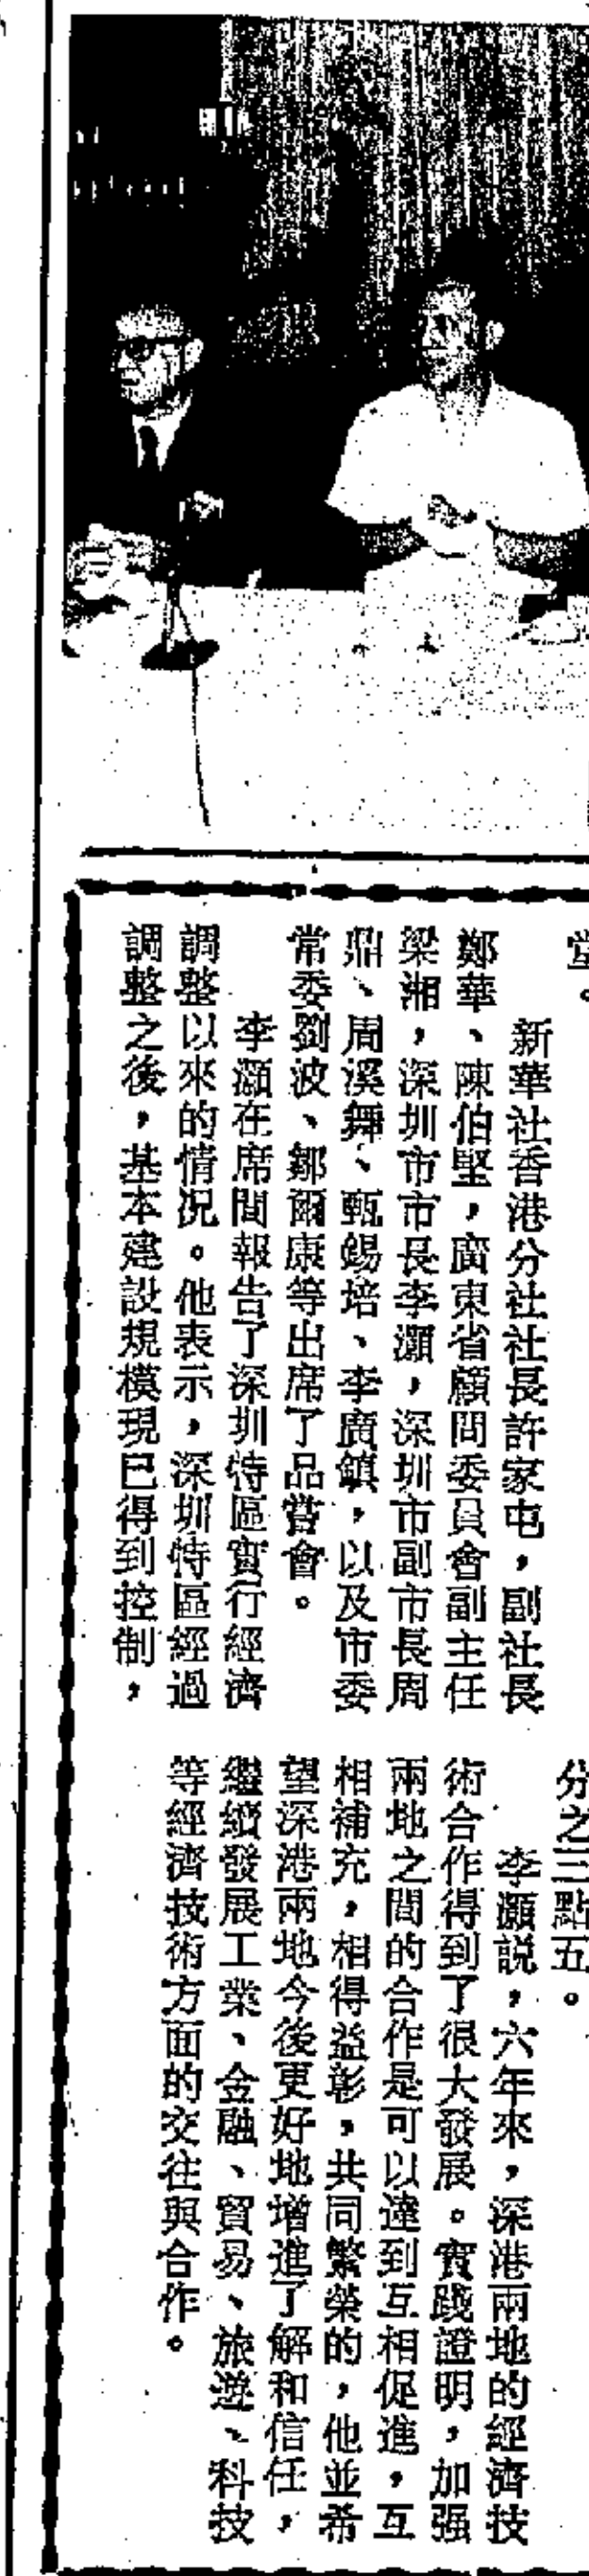 堂。
新華社香港分社社長許家屯，副社長
鄭華、陳伯堅，廣東省顧問委員會副主任
梁湘，深圳市市長李灝，深圳市副市長周
鼎、周溪舞、甄錫培、李廣鎮，以及市委
常委劉波、鄒爾康等出席了品嘗會。
李灝在席間報告了深圳特區實行經濟
調整以來的情況。他表示，深圳特區經過
調整之後，基本建設規模現已得到控制，
分之三點五。
李灝説，六年來，深港兩地的經濟技
術合作得到了很大發展。實踐證明，加强
兩地之間的合作是可以達到互相促進，互
相補充，相得益彰，共同繁榮的，他並希
望深港兩地今後更好地增進了解和信任，
繼續發展工業、金融、貿易、旅遊、科技
等經濟技術方面的交往與合作。